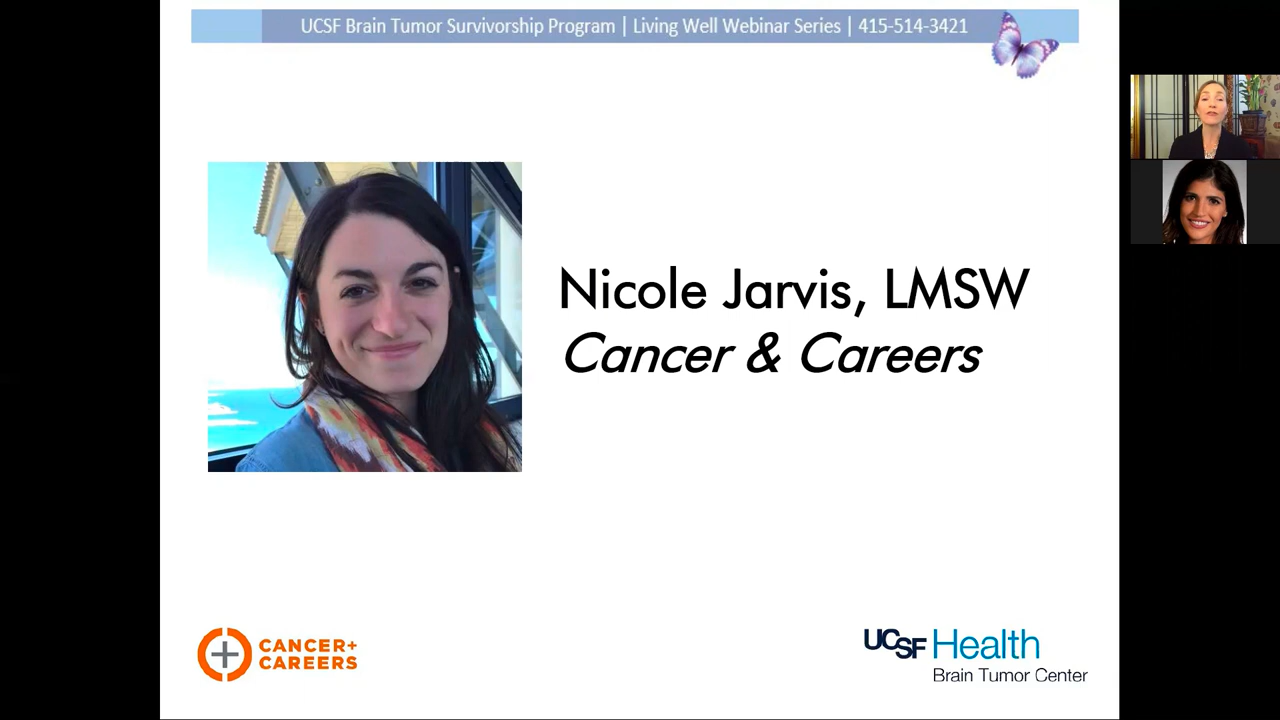 UCSF Brain Tumor Survivorship Program | Living Well Webinar Series | 415-514-3421
Nicole Jarvis, LMSW
Cancer & Careers
CANCER+
CAREERS
UCSF Health
Brain Tumor Center